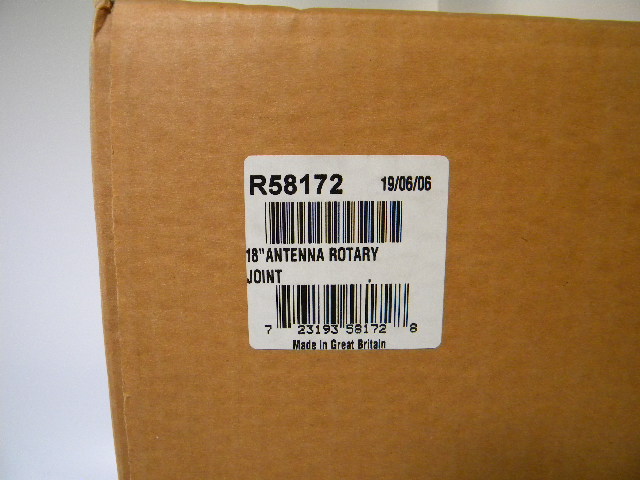 R58172 19/06/06
18" ANTENNA ROTARY
JOINT
7 23193 58172 8
Made in Great Britain